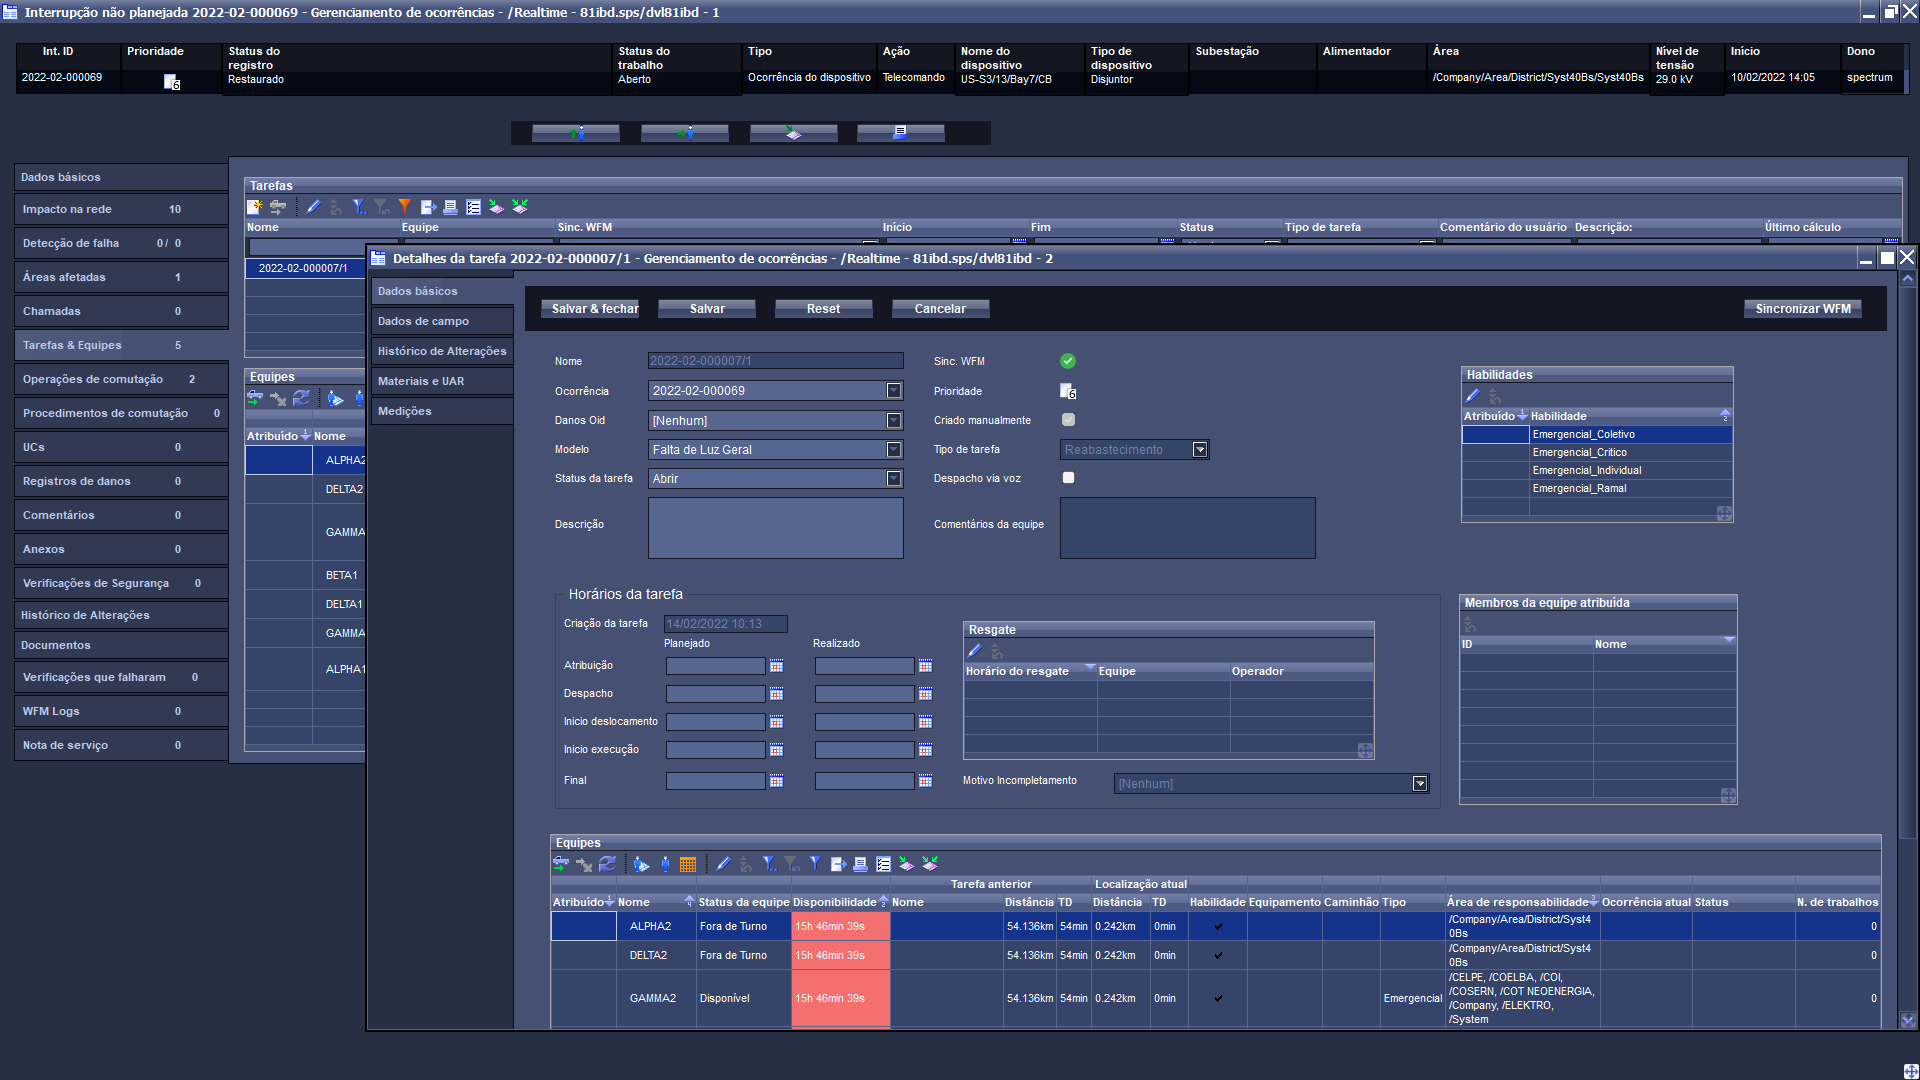 Interrupção não planejada 2022-02-000069 - Gerenciamento de ocorrências - /Realtime - 81ibd.sps/dvl81ibd - 1
Int. ID Prioridade Status do registro Status do trabalho Tipo Ação Nome do dispositivo Tipo de dispositivo Subestação Alimentador Área Nível de tensão Início Dono
2022-02-000069 6 Restaurado Aberto Ocorrência do dispositivo Telecomando US-S3/13/Bay7/CB Disjuntor /Company/Area/District/Syst40Bs/Syst40Bs 29.0 kV 10/02/2022 14:05 spectrum
Dados básicos
Impacto na rede 10
Detecção de falha 0 / 0
Áreas afetadas 1
Chamadas 0
Tarefas & Equipes 5
Operações de comutação 2
Procedimentos de comutação 0
UCs 0
Registros de danos 0
Comentários 0
Anexos 0
Verificações de Segurança 0
Histórico de Alterações
Documentos
Verificações que falharam 0
WFM Logs 0
Nota de serviço 0
Tarefas
Nome Equipe Sinc. WFM Início Fim Status Tipo de tarefa Comentário do usuário Descrição: Último cálculo
2022-02-000007/1
Equipes
Atribuído 1 Nome
ALPHA2
DELTA2
GAMMA
BETA1
DELTA1
GAMMA
ALPHA1
Detalhes da tarefa 2022-02-000007/1 - Gerenciamento de ocorrências - /Realtime - 81ibd.sps/dvl81ibd - 2
Dados básicos
Dados de campo
Histórico de Alterações
Materiais e UAR
Medições
Salvar & fechar Salvar Reset Cancelar Sincronizar WFM
Nome 2022-02-000007/1 Sinc. WFM
Ocorrência 2022-02-000069 Prioridade 6
Danos Oid [Nenhum] Criado manualmente
Modelo Falta de Luz Geral Tipo de tarefa Reabastecimento
Status da tarefa Abrir Despacho via voz
Descrição Comentários da equipe
Habilidades
Atribuído 1 Habilidade 2
Emergencial_Coletivo
Emergencial_Critico
Emergencial_Individual
Emergencial_Ramal
Horários da tarefa
Criação da tarefa 14/02/2022 10:13
Planejado Realizado
Atribuição
Despacho
Inicio deslocamento
Inicio execução
Final
Resgate
Horário do resgate Equipe Operador
Motivo Incompletamento [Nenhum]
Membros da equipe atribuída
ID Nome
Equipes
Tarefa anterior Localização atual
Atribuído 1 Nome 4 Status da equipe Disponibilidade 2 Nome Distância TD Distância TD Habilidade Equipamento Caminhão Tipo Área de responsabilidade 3 Ocorrência atual Status N. de trabalhos
ALPHA2 Fora de Turno 15h 46min 39s 54.136km 54min 0.242km 0min /Company/Area/District/Syst4 0
0Bs
DELTA2 Fora de Turno 15h 46min 39s 54.136km 54min 0.242km 0min /Company/Area/District/Syst4 0
0Bs
GAMMA2 Disponível 15h 46min 39s 54.136km 54min 0.242km 0min Emergencial /CELPE, /COELBA, /COI, 0
/COSERN, /COT NEOENERGIA,
/Company, /ELEKTRO,
/System